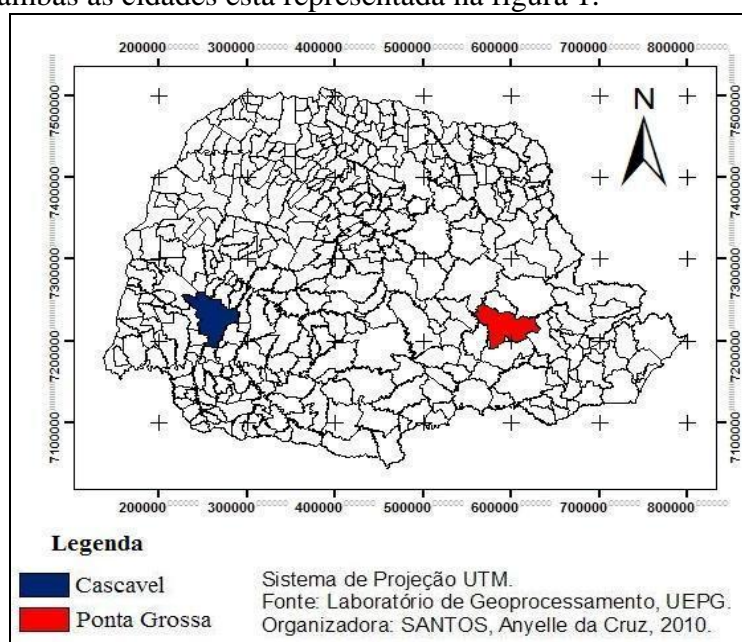 ambas as cidades está representada na figura 1.
200000 300000 400000 500000 600000 700000 800000
N
7500000 7500000
7400000 7400000
7300000 7300000
7200000 7200000
7100000 7100000
200000 300000 400000 500000 600000 700000 800000
Legenda
Cascavel
Ponta Grossa
Sistema de Projeção UTM.
Fonte: Laboratório de Geoprocessamento, UEPG.
Organizadora: SANTOS, Anyelle da Cruz, 2010.